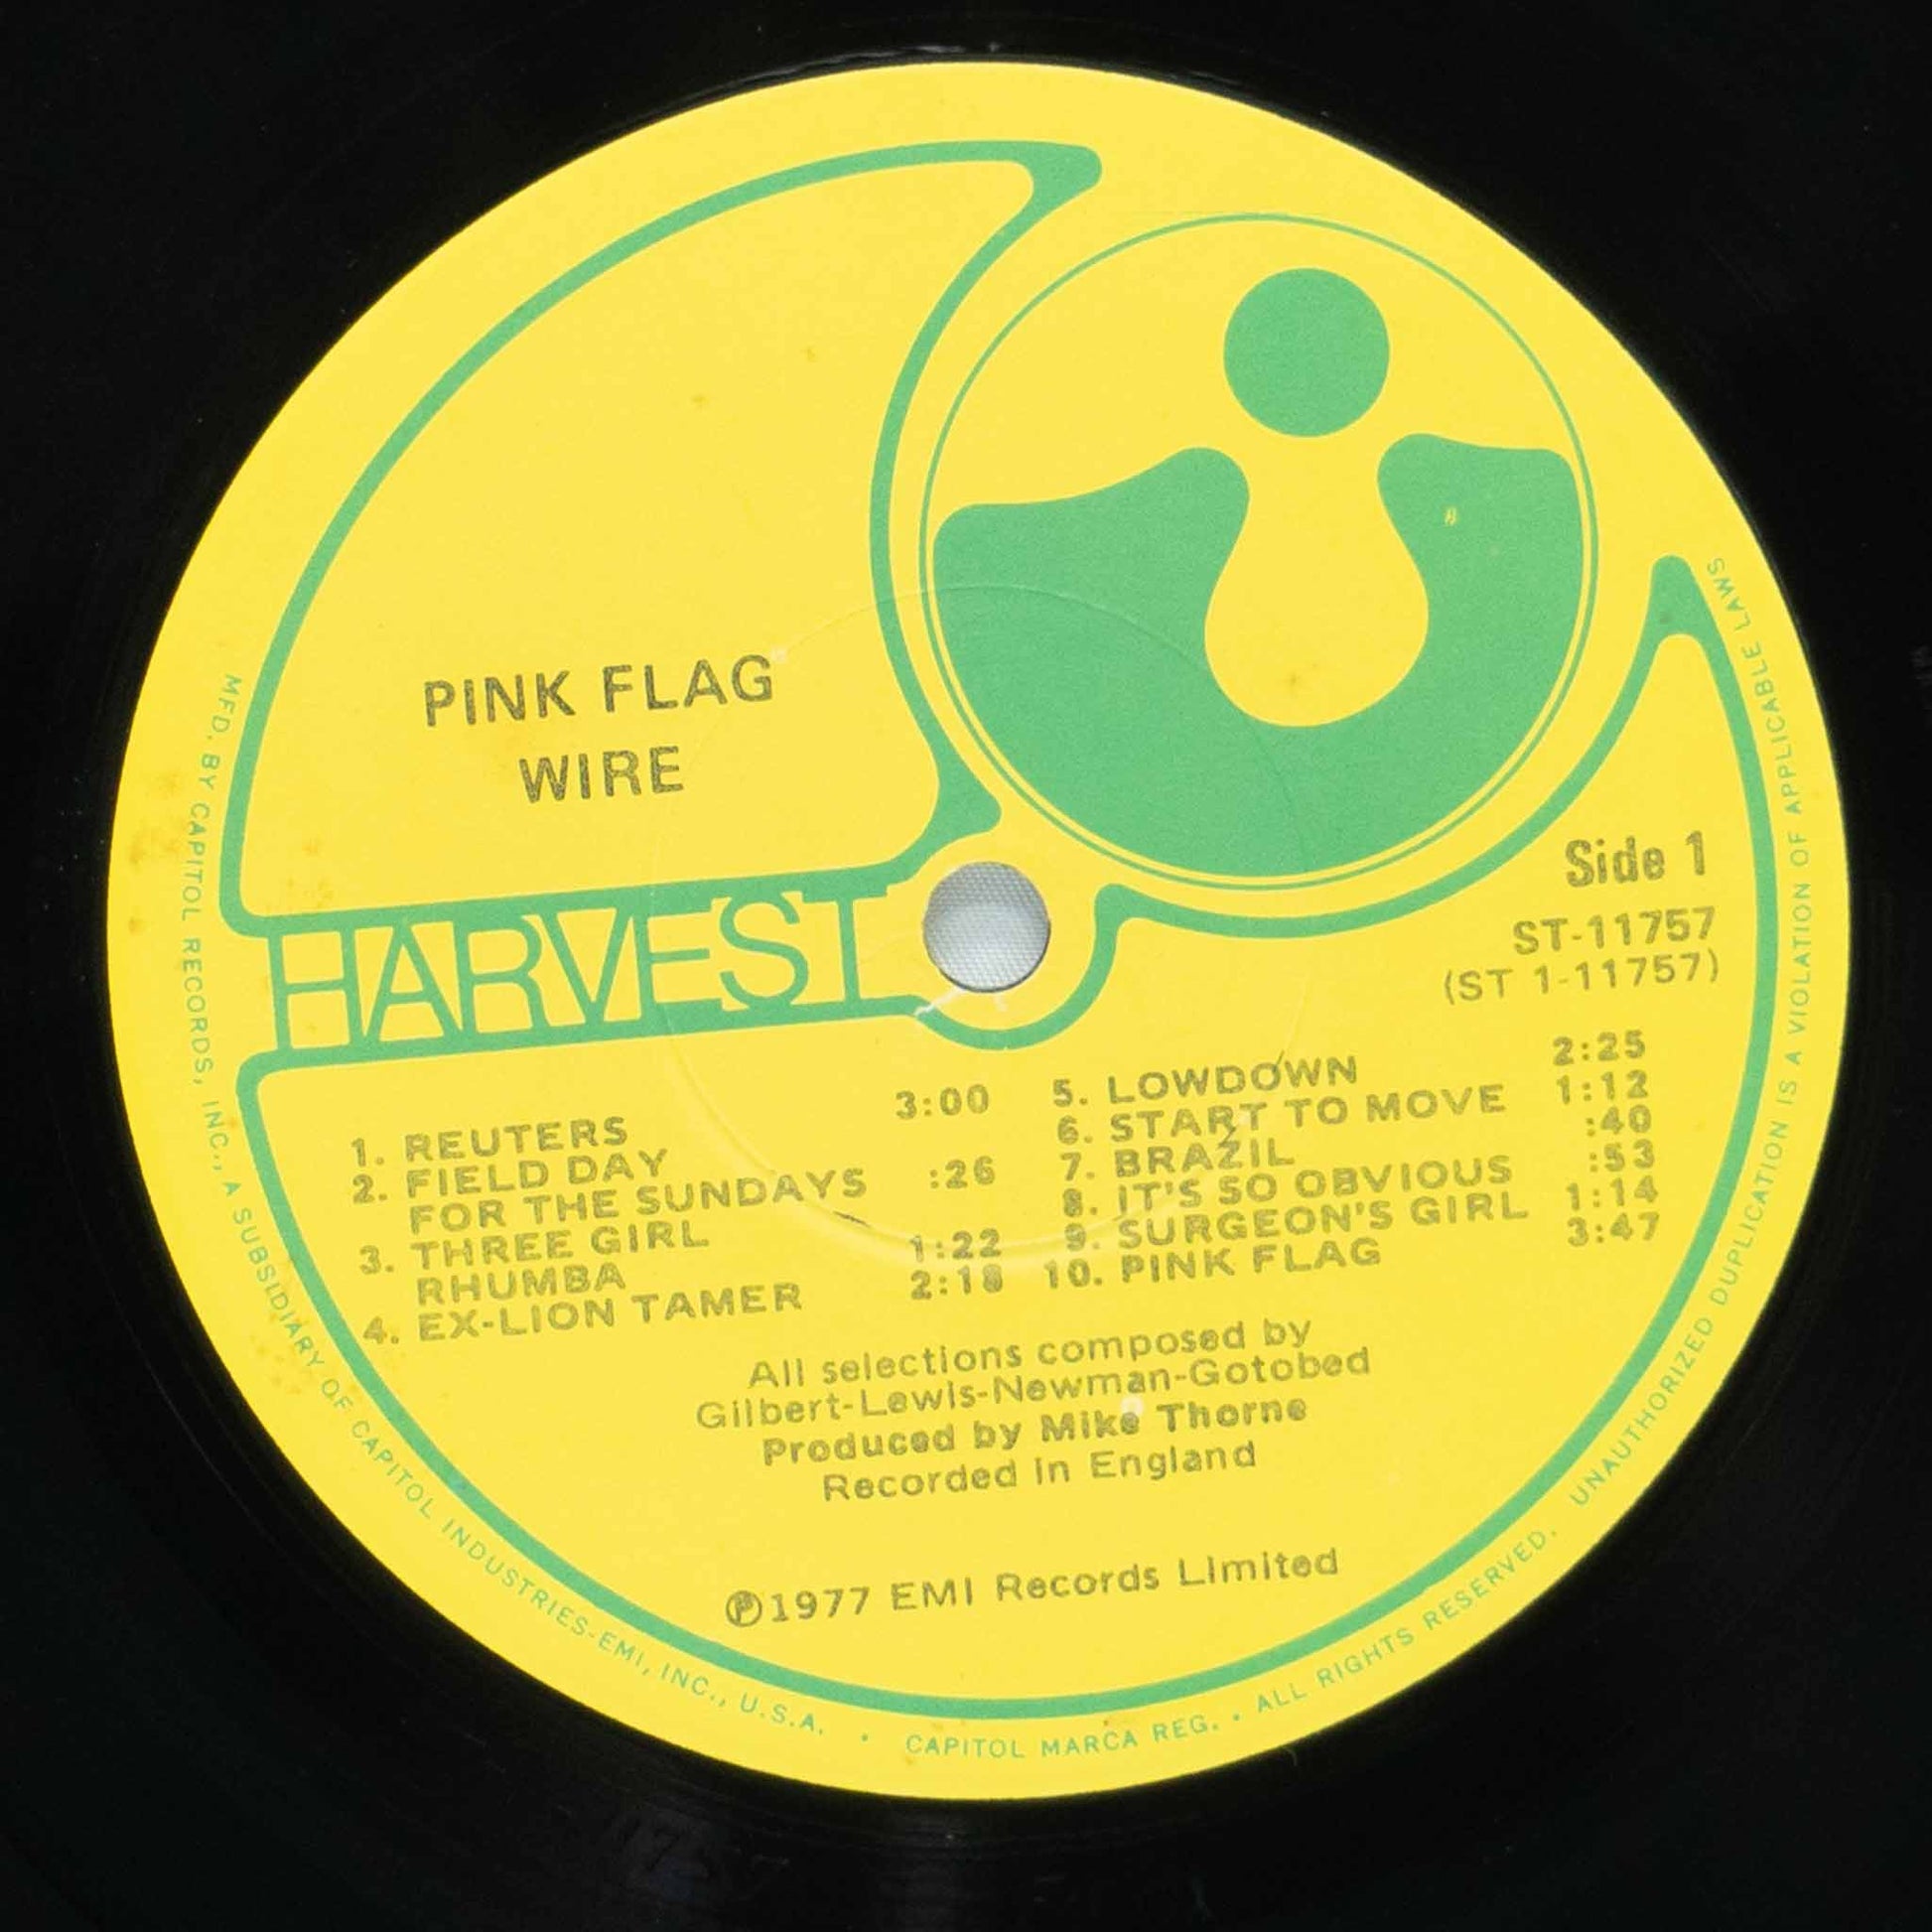 PINK FLAG
WIRE
HARVEST
Side 1
ST-11757
(ST 1-11757)
1. REUTERS 3:00
2. FIELD DAY
FOR THE SUNDAYS :26
3. THREE GIRL
RHUMBA 1:22
4. EX-LION TAMER 2:18
5. LOWDOWN 2:25
6. START TO MOVE 1:12
7. BRAZIL :40
8. IT'S SO OBVIOUS :53
9. SURGEON'S GIRL 1:14
10. PINK FLAG 3:47
All selections composed by
Gilbert-Lewis-Newman-Gotobed
Produced by Mike Thorne
Recorded in England
℗1977 EMI Records Limited
MFD. BY CAPITOL RECORDS, INC., A SUBSIDIARY OF CAPITOL INDUSTRIES-EMI, INC., U.S.A. • CAPITOL MARCA REG. • ALL RIGHTS RESERVED. UNAUTHORIZED DUPLICATION IS A VIOLATION OF APPLICABLE LAWS